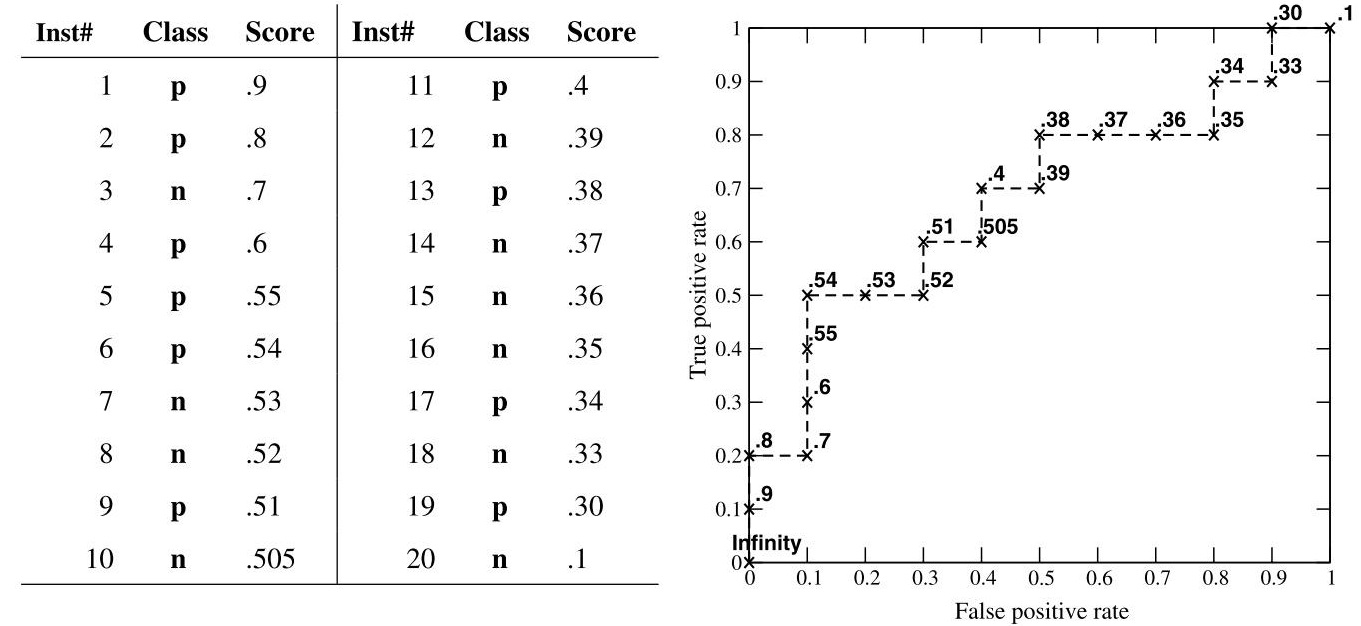 Inst# Class Score Inst# Class Score
1 p .9 11 p .4
2 p .8 12 n .39
3 n .7 13 p .38
4 p .6 14 n .37
5 p .55 15 n .36
6 p .54 16 n .35
7 n .53 17 p .34
8 n .52 18 n .33
9 p .51 19 p .30
10 n .505 20 n .1
True positive rate
.30 .1
1
.34 .33
0.9
.38 .37 .36 .35
0.8
.4 .39
0.7
.51 .505
0.6
.54 .53 .52
0.5
.55
0.4
.6
0.3
.8 .7
0.2
.9
0.1
Infinity
0
0 0.1 0.2 0.3 0.4 0.5 0.6 0.7 0.8 0.9 1
False positive rate